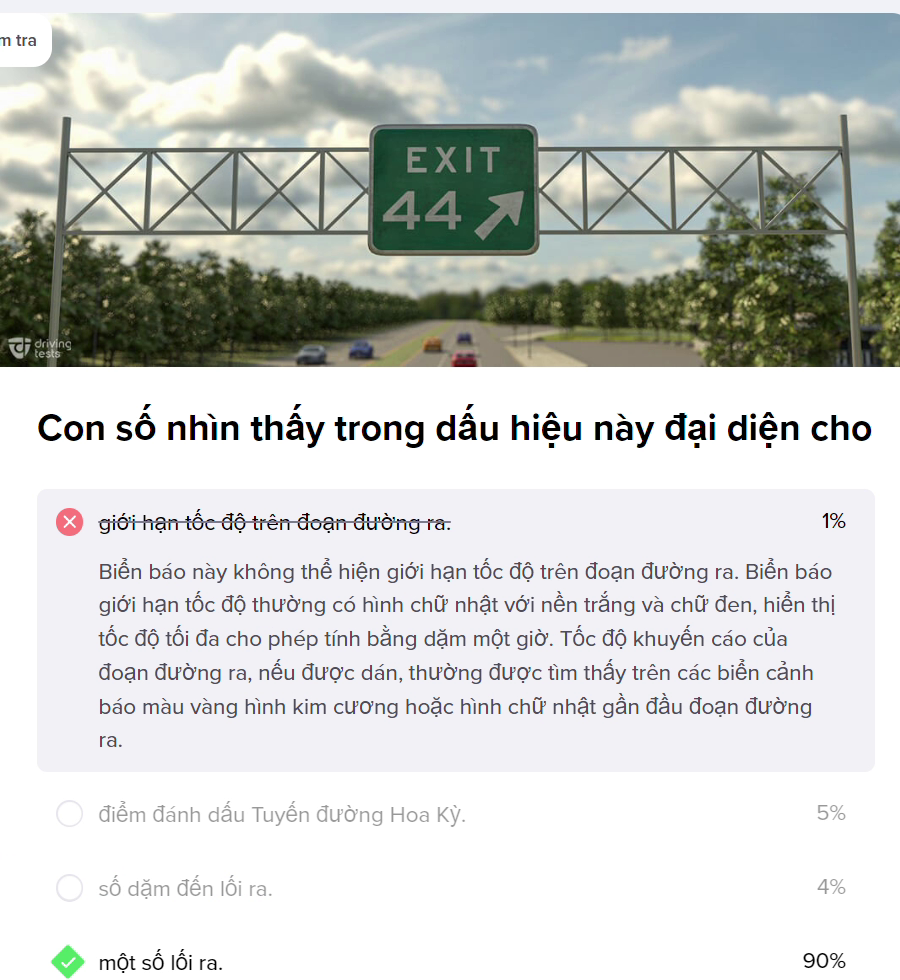 m tra
EXIT
44
driving
tests
Con số nhìn thấy trong dấu hiệu này đại diện cho
giới hạn tốc độ trên đoạn đường ra. 1%
Biển báo này không thể hiện giới hạn tốc độ trên đoạn đường ra. Biển báo
giới hạn tốc độ thường có hình chữ nhật với nền trắng và chữ đen, hiển thị
tốc độ tối đa cho phép tính bằng dặm một giờ. Tốc độ khuyến cáo của
đoạn đường ra, nếu được dán, thường được tìm thấy trên các biển cảnh
báo màu vàng hình kim cương hoặc hình chữ nhật gần đầu đoạn đường
ra.
điểm đánh dấu Tuyến đường Hoa Kỳ. 5%
số dặm đến lối ra. 4%
một số lối ra. 90%